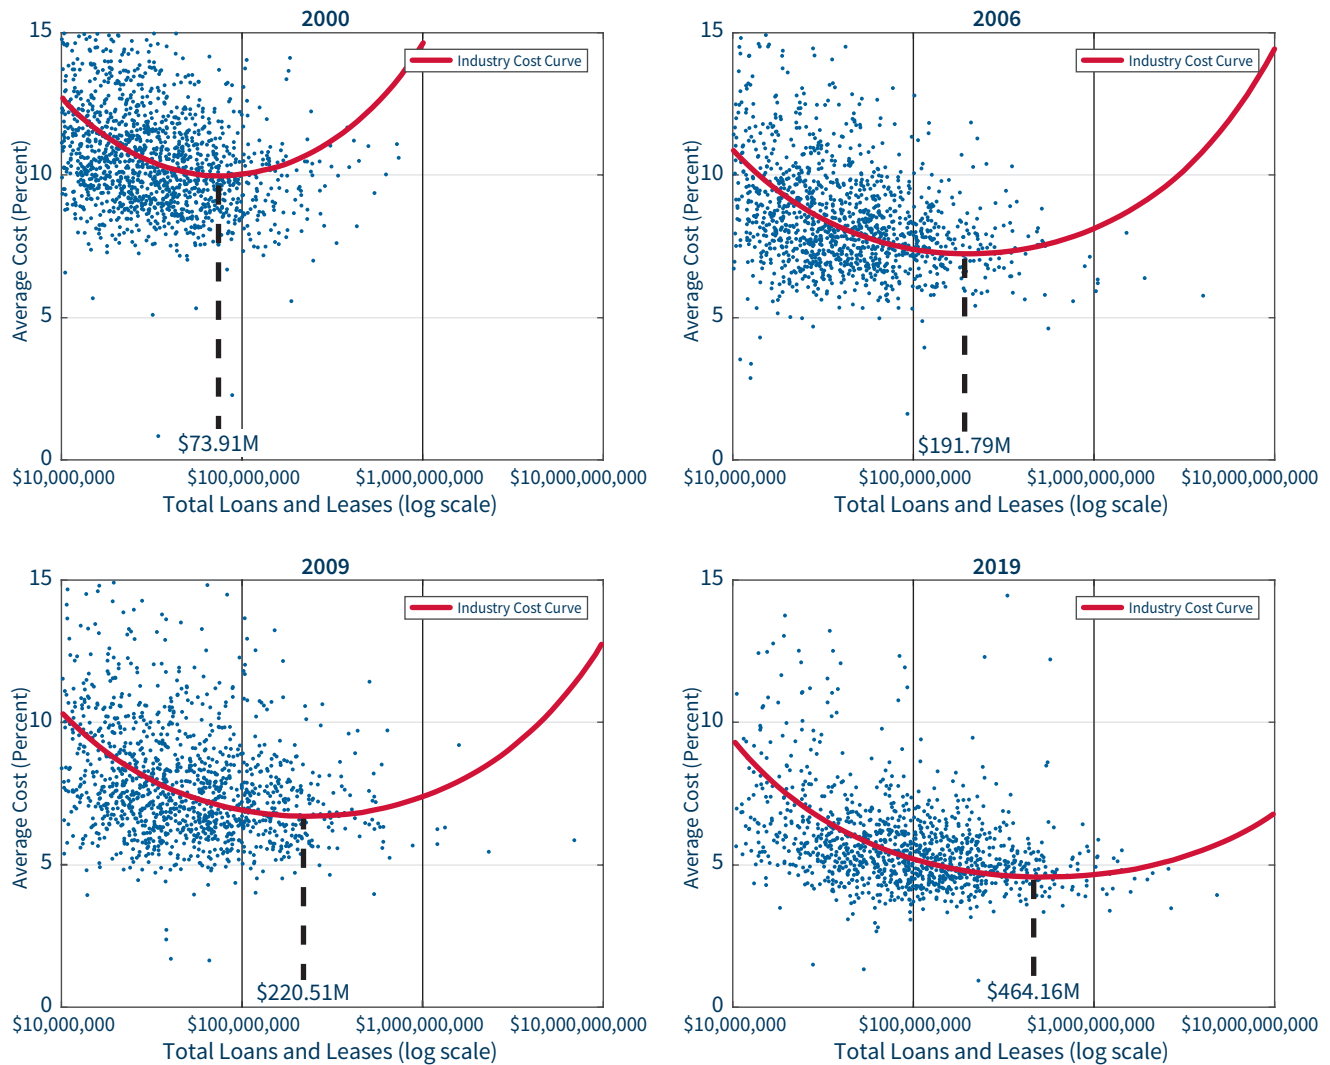 2000
15
10
5
0
Average Cost (Percent)
Industry Cost Curve
$73.91M
$10,000,000 $100,000,000 $1,000,000,000 $10,000,000,000
Total Loans and Leases (log scale)
2006
15
10
5
0
Average Cost (Percent)
Industry Cost Curve
$191.79M
$10,000,000 $100,000,000 $1,000,000,000 $10,000,000,000
Total Loans and Leases (log scale)
2009
15
10
5
0
Average Cost (Percent)
Industry Cost Curve
$220.51M
$10,000,000 $100,000,000 $1,000,000,000 $10,000,000,000
Total Loans and Leases (log scale)
2019
15
10
5
0
Average Cost (Percent)
Industry Cost Curve
$464.16M
$10,000,000 $100,000,000 $1,000,000,000 $10,000,000,000
Total Loans and Leases (log scale)